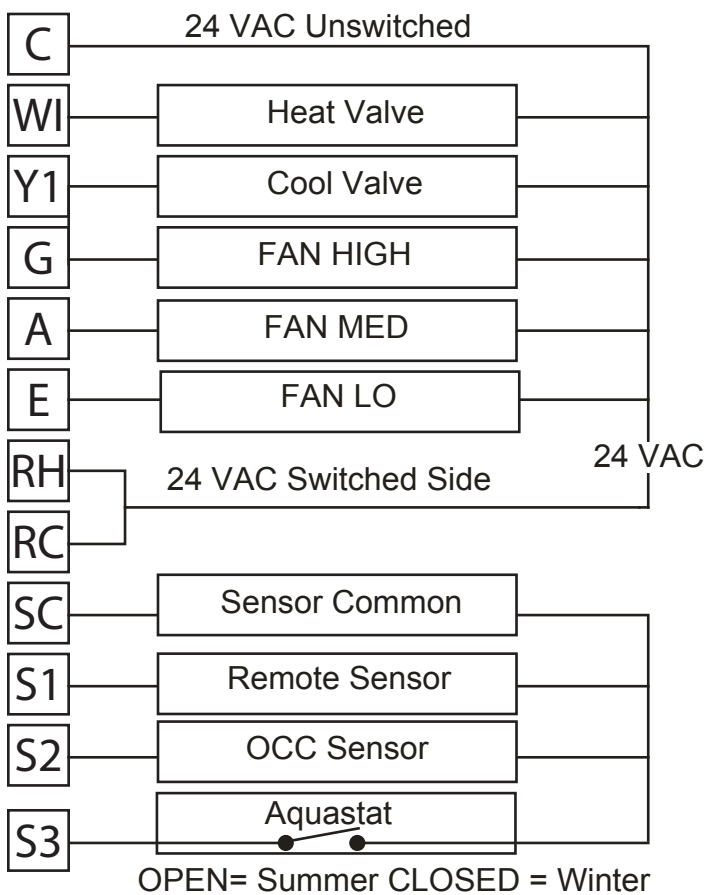 C 24 VAC Unswitched
WI Heat Valve
Y1 Cool Valve
G FAN HIGH
A FAN MED
E FAN LO
24 VAC
RH 24 VAC Switched Side
RC
SC Sensor Common
S1 Remote Sensor
S2 OCC Sensor
Aquastat
S3
OPEN= Summer CLOSED = Winter